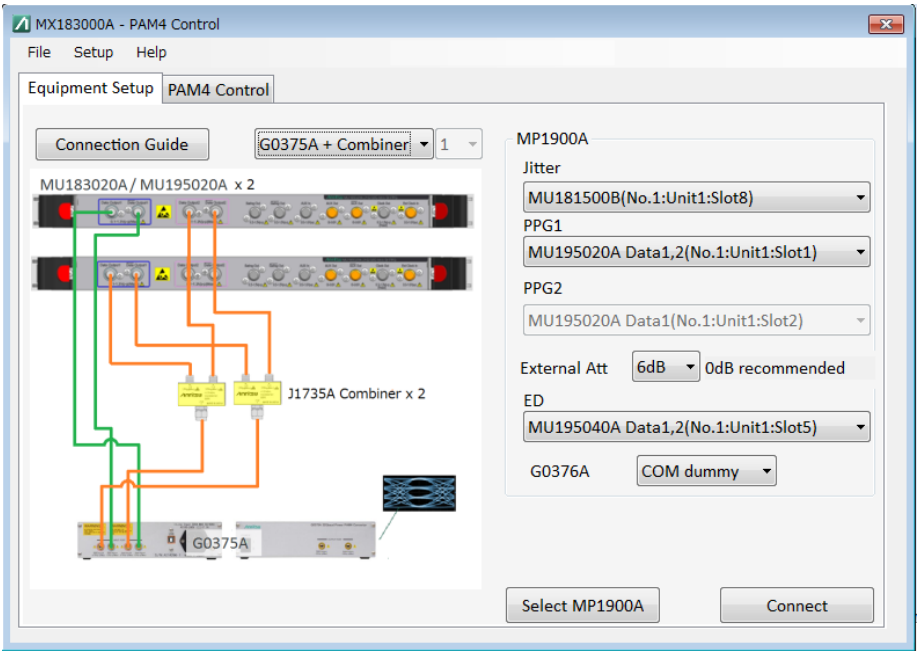 MX183000A - PAM4 Control
File Setup Help
Equipment Setup PAM4 Control
Connection Guide
G0375A + Combiner
1
MU183020A/ MU195020A x 2
J1735A Combiner x 2
G0375A
MP1900A
Jitter
MU181500B(No.1:Unit1:Slot8)
PPG1
MU195020A Data1,2(No.1:Unit1:Slot1)
PPG2
MU195020A Data1(No.1:Unit1:Slot2)
External Att 6dB 0dB recommended
ED
MU195040A Data1,2(No.1:Unit1:Slot5)
G0376A COM dummy
Select MP1900A Connect